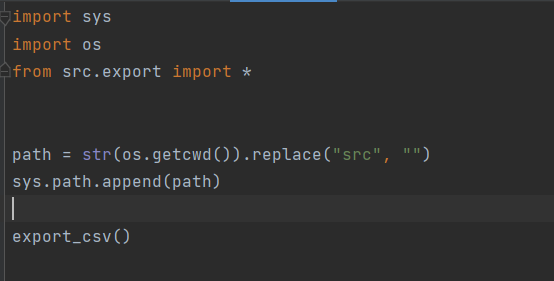 import sys
import os
from src.export import *
path = str(os.getcwd()).replace("src", "")
sys.path.append(path)
export_csv()